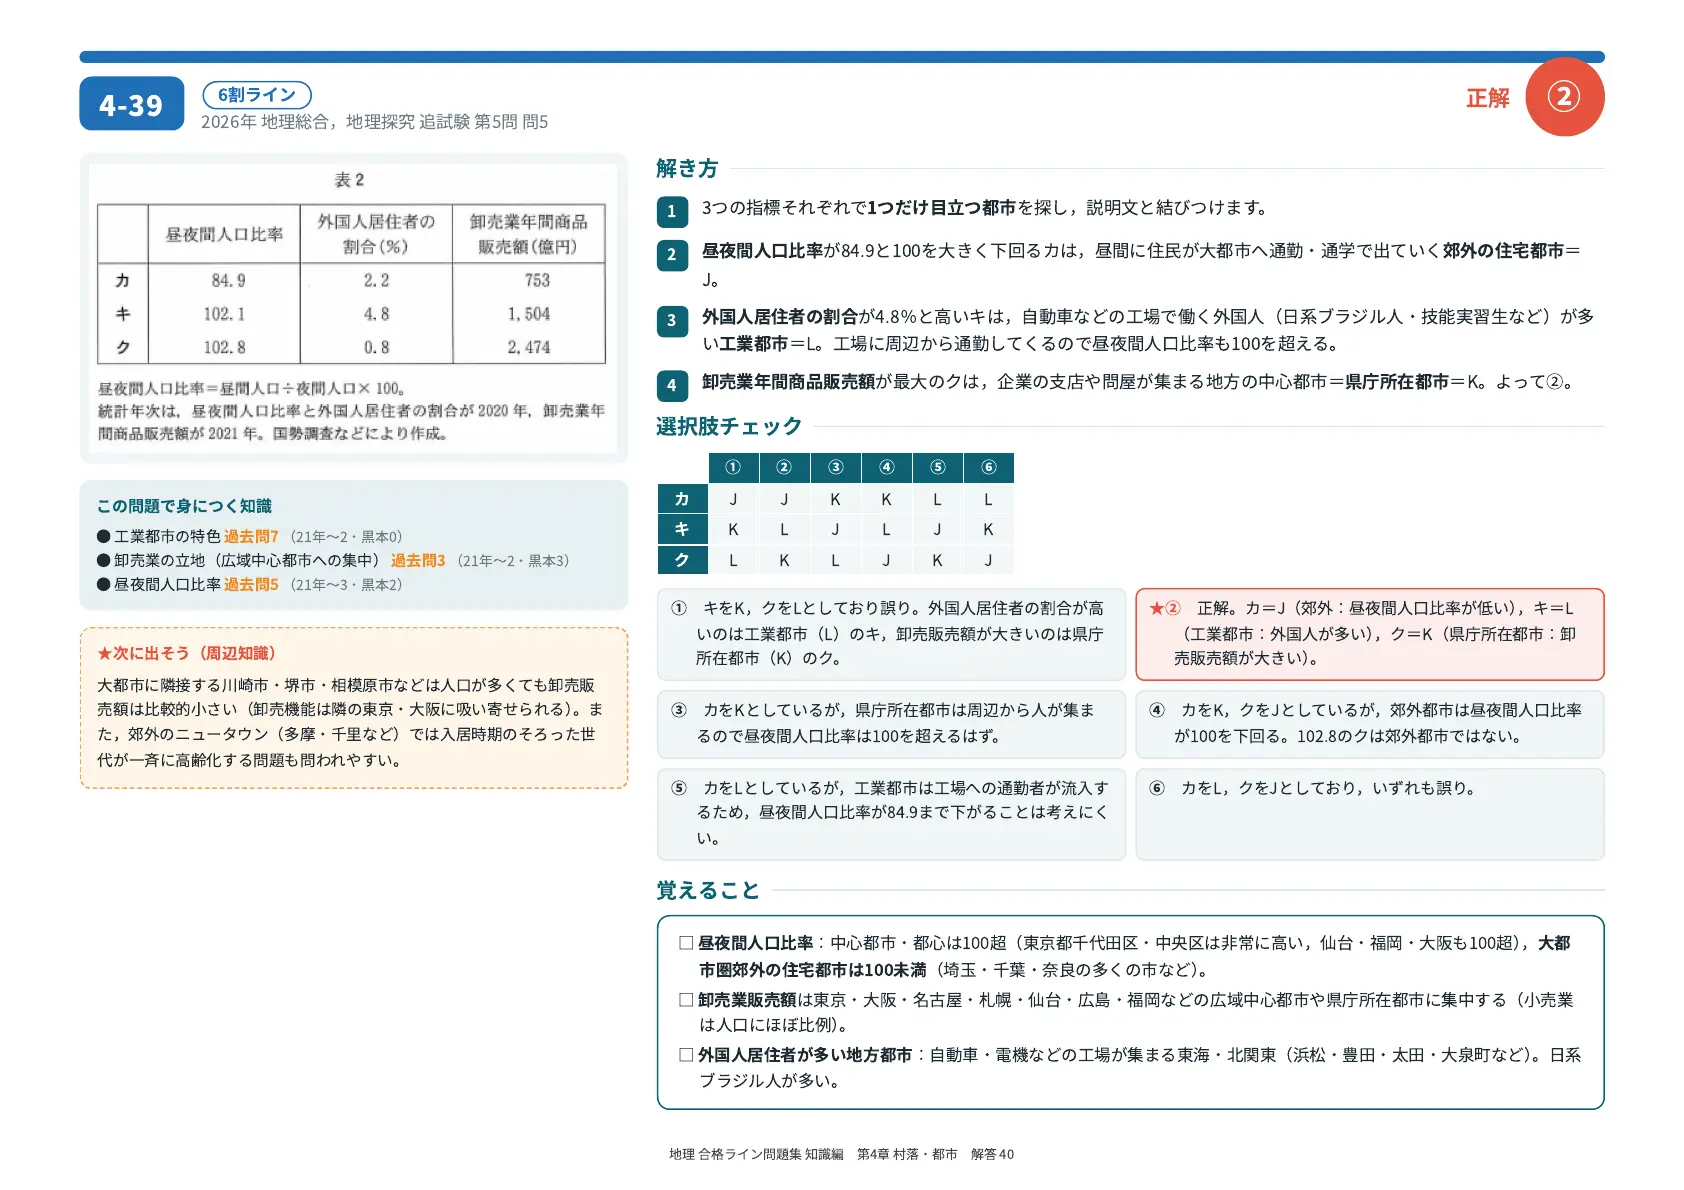 4-39
6割ライン
2026年 地理総合，地理探究 追試験 第5問 問5
正解 ②
表2
昼夜間人口比率 外国人居住者の割合(%) 卸売業年間商品販売額(億円)
カ 84.9 2.2 753
キ 102.1 4.8 1,504
ク 102.8 0.8 2,474
昼夜間人口比率＝昼間人口÷夜間人口×100。
統計年次は，昼夜間人口比率と外国人居住者の割合が2020年，卸売業年
間商品販売額が2021年。国勢調査などにより作成。
この問題で身につく知識
●工業都市の特色 過去問7 （21年〜2・黒本0）
●卸売業の立地（広域中心都市への集中） 過去問3 （21年〜2・黒本3）
●昼夜間人口比率 過去問5 （21年〜3・黒本2）
★次に出そう（周辺知識）
大都市に隣接する川崎市・堺市・相模原市などは人口が多くても卸売販
売額は比較的小さい（卸売機能は隣の東京・大阪に吸い寄せられる）。ま
た，郊外のニュータウン（多摩・千里など）では入居時期のそろった世
代が一斉に高齢化する問題も問われやすい。
解き方
1 3つの指標それぞれで1つだけ目立つ都市を探し，説明文と結びつけます。
2 昼夜間人口比率が84.9と100を大きく下回るカは，昼間に住民が大都市へ通勤・通学で出ていく郊外の住宅都市＝
J。
3 外国人居住者の割合が4.8%と高いキは，自動車などの工場で働く外国人（日系ブラジル人・技能実習生など）が多
い工業都市＝L。工場に周辺から通勤してくるので昼夜間人口比率も100を超える。
4 卸売業年間商品販売額が最大のクは，企業の支店や問屋が集まる地方の中心都市＝県庁所在都市＝K。よって②。
選択肢チェック
① ② ③ ④ ⑤ ⑥
カ J J K K L L
キ K L J L J K
ク L K L J K J
① キをK，クをLとしており誤り。外国人居住者の割合が高
いのは工業都市（L）のキ，卸売販売額が大きいのは県庁
所在都市（K）のク。
★② 正解。カ＝J（郊外：昼夜間人口比率が低い），キ＝L
（工業都市：外国人が多い），ク＝K（県庁所在都市：卸
売販売額が大きい）。
③ カをKとしているが，県庁所在都市は周辺から人が集ま
るので昼夜間人口比率は100を超えるはず。
④ カをK，クをJとしているが，郊外都市は昼夜間人口比率
が100を下回る。102.8のクは郊外都市ではない。
⑤ カをLとしているが，工業都市は工場への通勤者が流入す
るため，昼夜間人口比率が84.9まで下がることは考えにく
い。
⑥ カをL，クをJとしており，いずれも誤り。
覚えること
□ 昼夜間人口比率：中心都市・都心は100超（東京都千代田区・中央区は非常に高い，仙台・福岡・大阪も100超），大都
市圏郊外の住宅都市は100未満（埼玉・千葉・奈良の多くの市など）。
□ 卸売業販売額は東京・大阪・名古屋・札幌・仙台・広島・福岡などの広域中心都市や県庁所在都市に集中する（小売業
は人口にほぼ比例）。
□ 外国人居住者が多い地方都市：自動車・電機などの工場が集まる東海・北関東（浜松・豊田・太田・大泉町など）。日系
ブラジル人が多い。
地理 合格ライン問題集 知識編 第4章 村落・都市 解答40